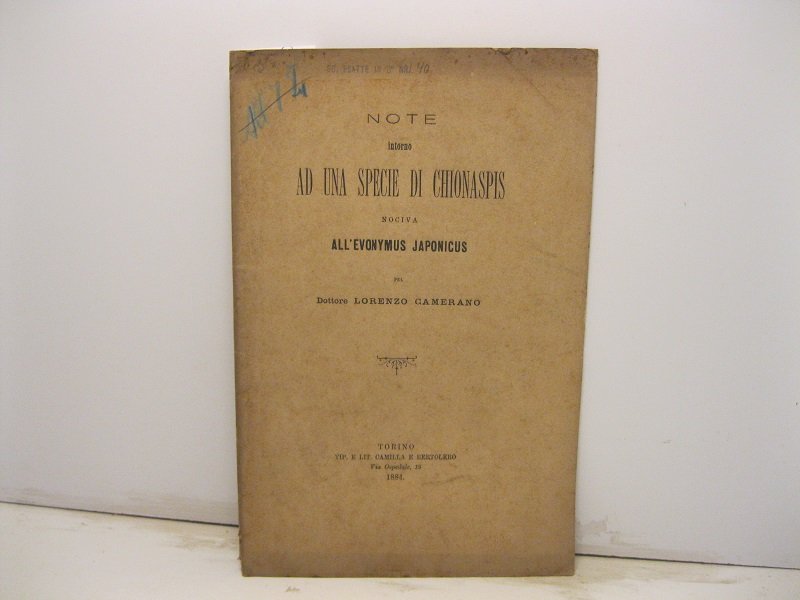 NOTE
intorno
AD UNA SPECIE DI CHIONASPIS
NOCIVA
ALL'EVONYMUS JAPONICUS
PEL
Dottore LORENZO CAMERANO
TORINO
TIP. E LIT. CAMILLA E BERTOLERO
Via Ospedale, 18
1884.